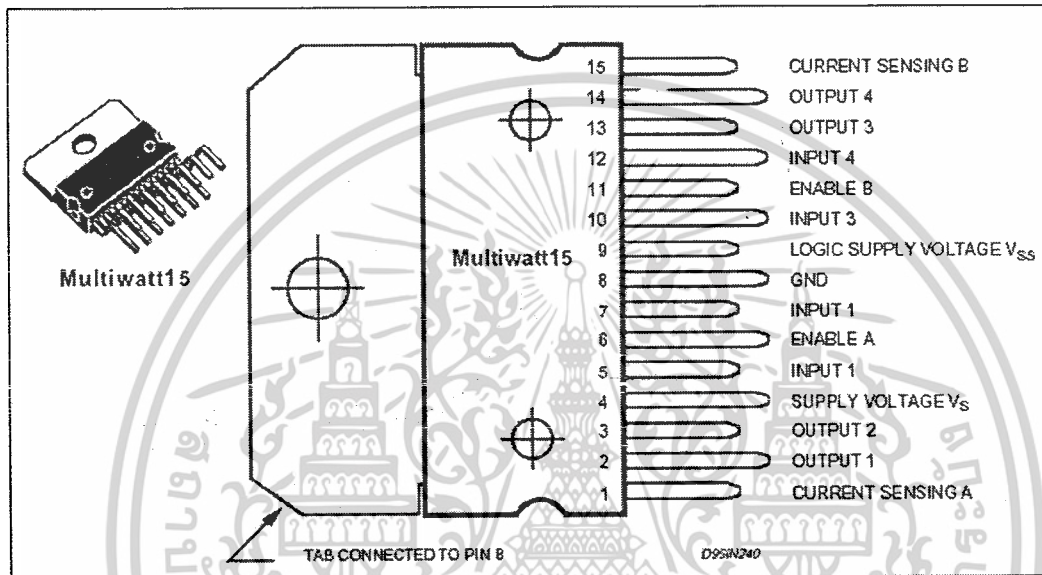 Multiwatt15
Multiwatt15
15 CURRENT SENSING B
14 OUTPUT 4
13 OUTPUT 3
12 INPUT 4
11 ENABLE B
10 INPUT 3
9 LOGIC SUPPLY VOLTAGE VSS
8 GND
7 INPUT 1
6 ENABLE A
5 INPUT 1
4 SUPPLY VOLTAGE VS
3 OUTPUT 2
2 OUTPUT 1
1 CURRENT SENSING A
TAB CONNECTED TO PIN 8
D95IN240